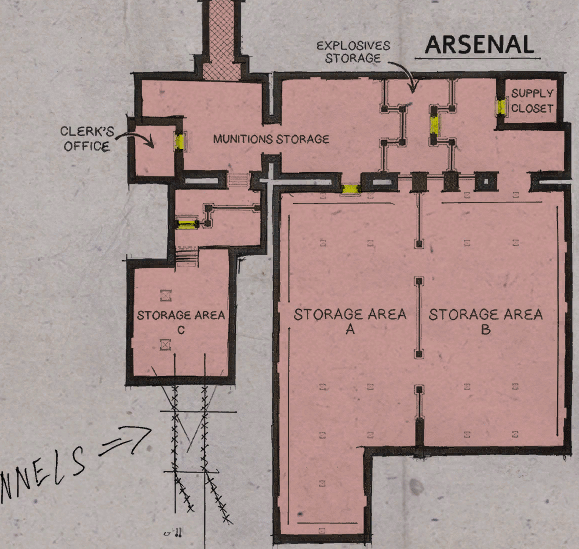 ARSENAL
EXPLOSIVES
STORAGE
SUPPLY
CLOSET
CLERK'S
OFFICE
MUNITIONS STORAGE
STORAGE AREA
A
STORAGE AREA
B
STORAGE AREA
C
NNELS